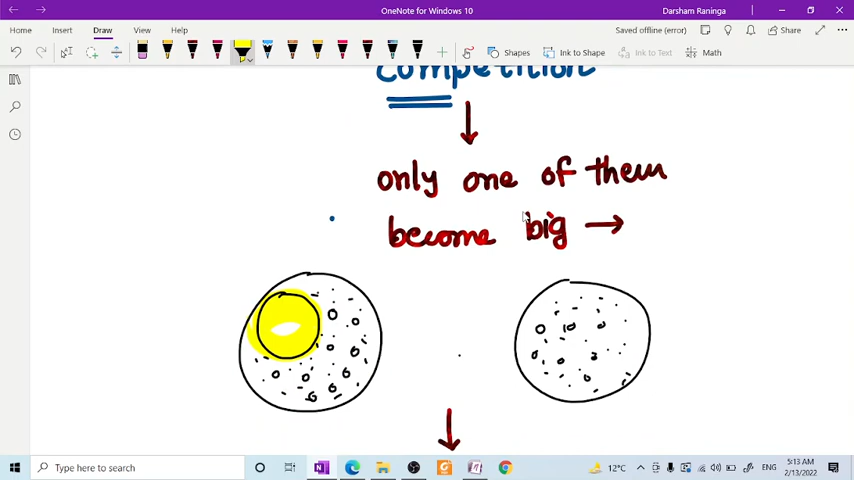 OneNote for Windows 10
Darsham Raninga
Home
Insert
Draw
View
Help
Saved offline (error)
Share
Shapes
Ink to Shape
Ink to Text
Math
competition
only one of them
become big →
Type here to search
12°C
ENG
5:13 AM
2/13/2022